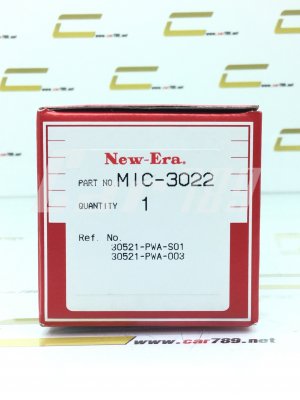 New-Era.
PART NO. MIC-3022
QUANTITY 1
Ref. No.
30521-PWA-S01
30521-PWA-003
www.car789.net